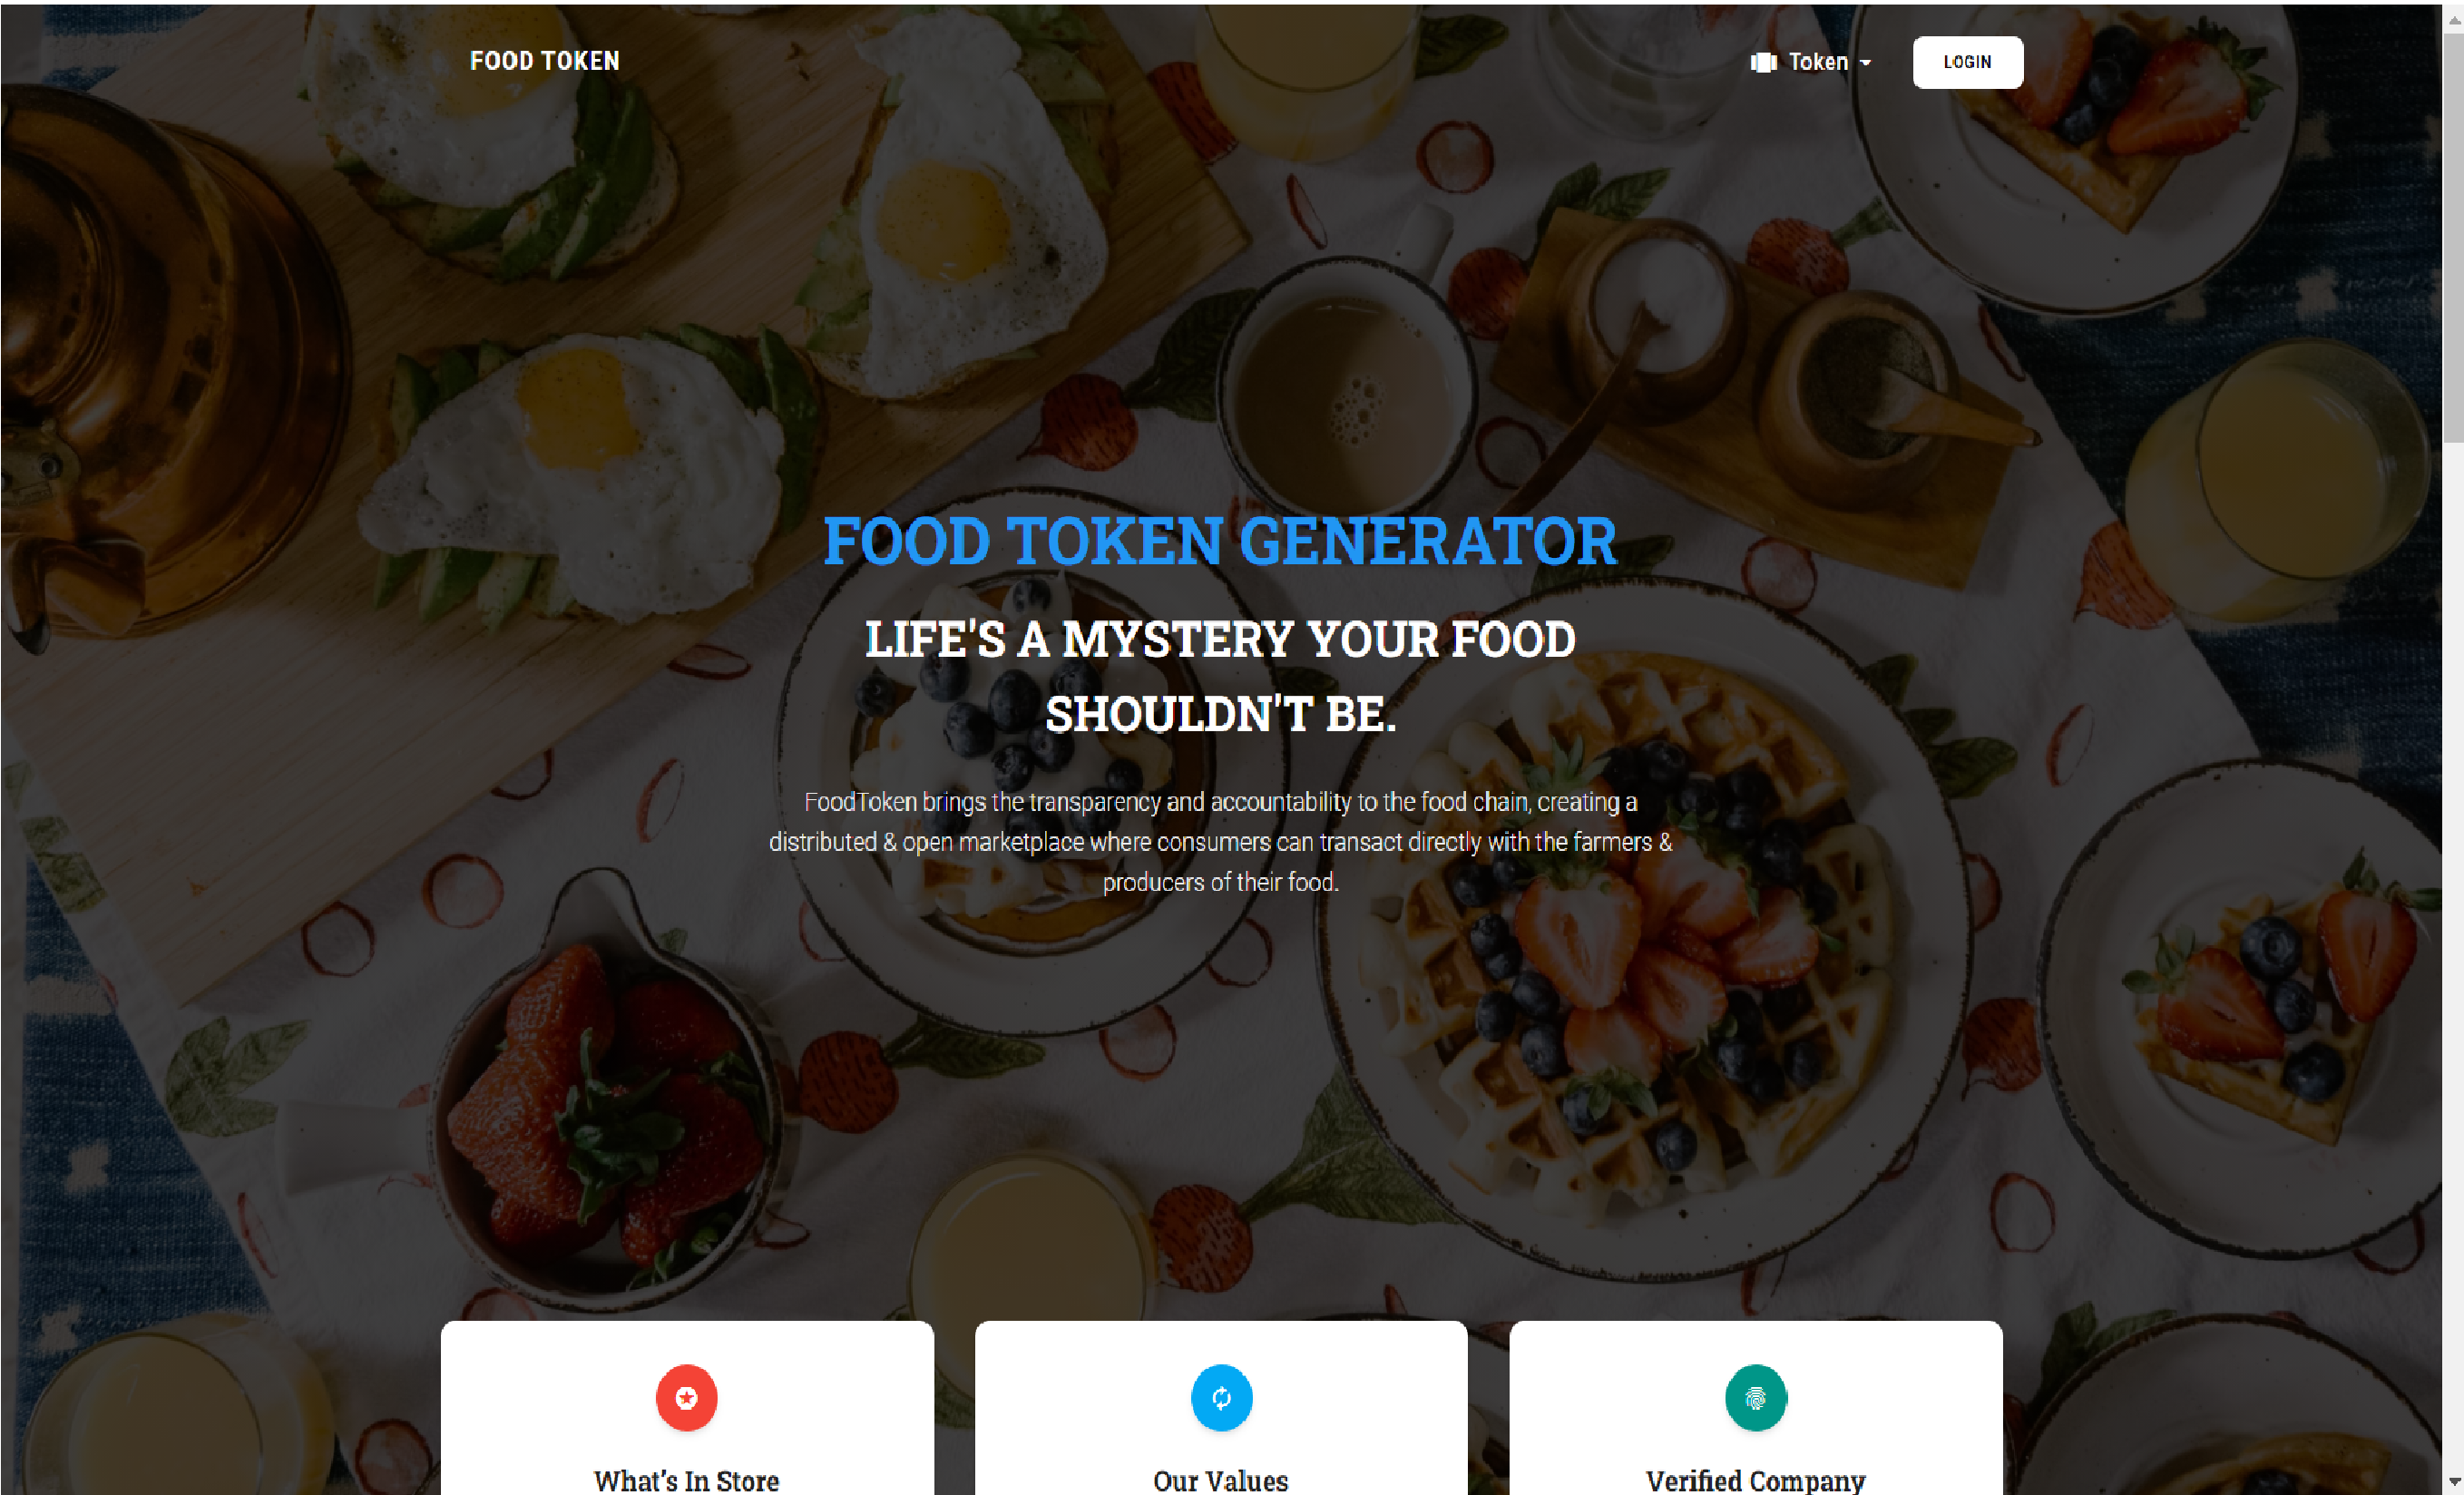 FOOD TOKEN
Token
LOGIN
FOOD TOKEN GENERATOR
LIFE'S A MYSTERY YOUR FOOD
SHOULDN'T BE.
FoodToken brings the transparency and accountability to the food chain, creating a
distributed & open marketplace where consumers can transact directly with the farmers &
producers of their food.
What's In Store
Our Values
Verified Company